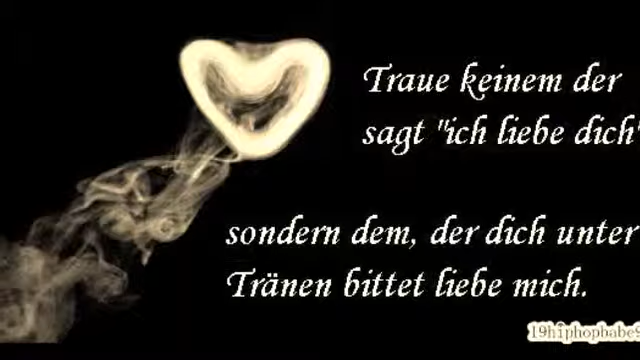 Traue keinem der
sagt "ich liebe dich"
sondern dem, der dich unter
Tränen bittet liebe mich.
19hiphopbabe9